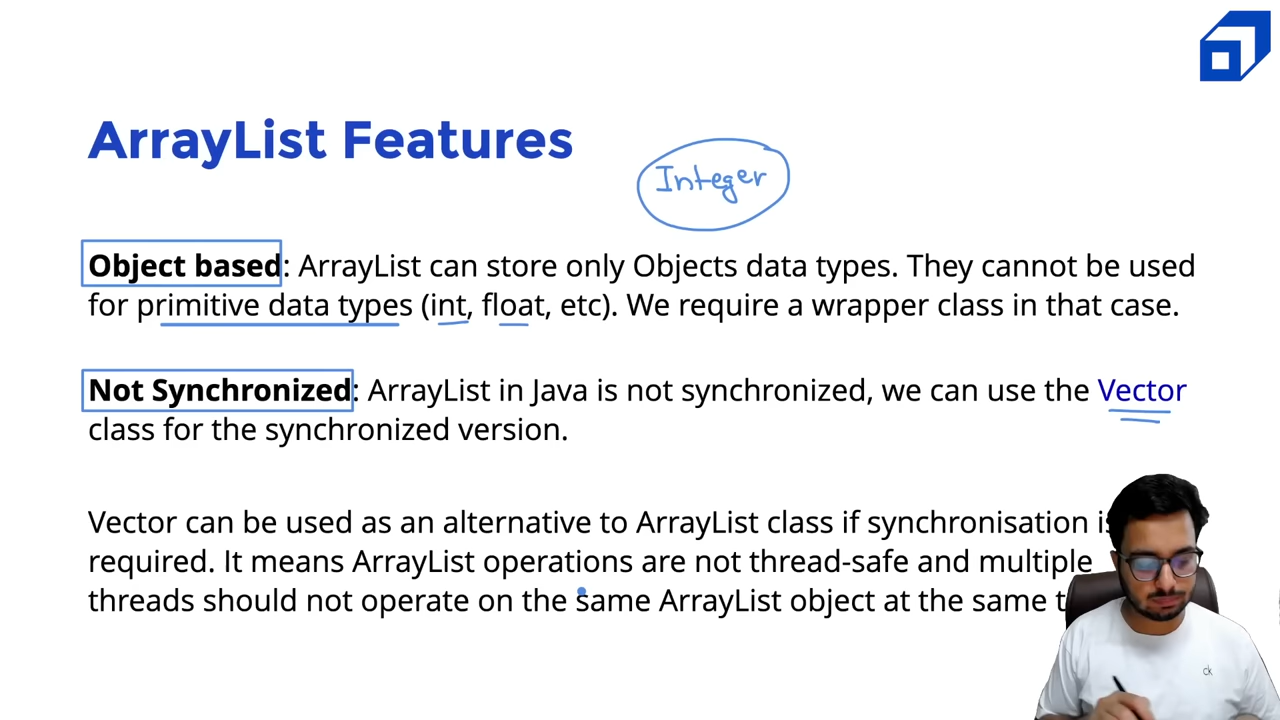 ArrayList Features
Integer
Object based: ArrayList can store only Objects data types. They cannot be used
for primitive data types (int, float, etc). We require a wrapper class in that case.
Not Synchronized: ArrayList in Java is not synchronized, we can use the Vector
class for the synchronized version.
Vector can be used as an alternative to ArrayList class if synchronisation is
required. It means ArrayList operations are not thread-safe and multiple
threads should not operate on the same ArrayList object at the same
ck